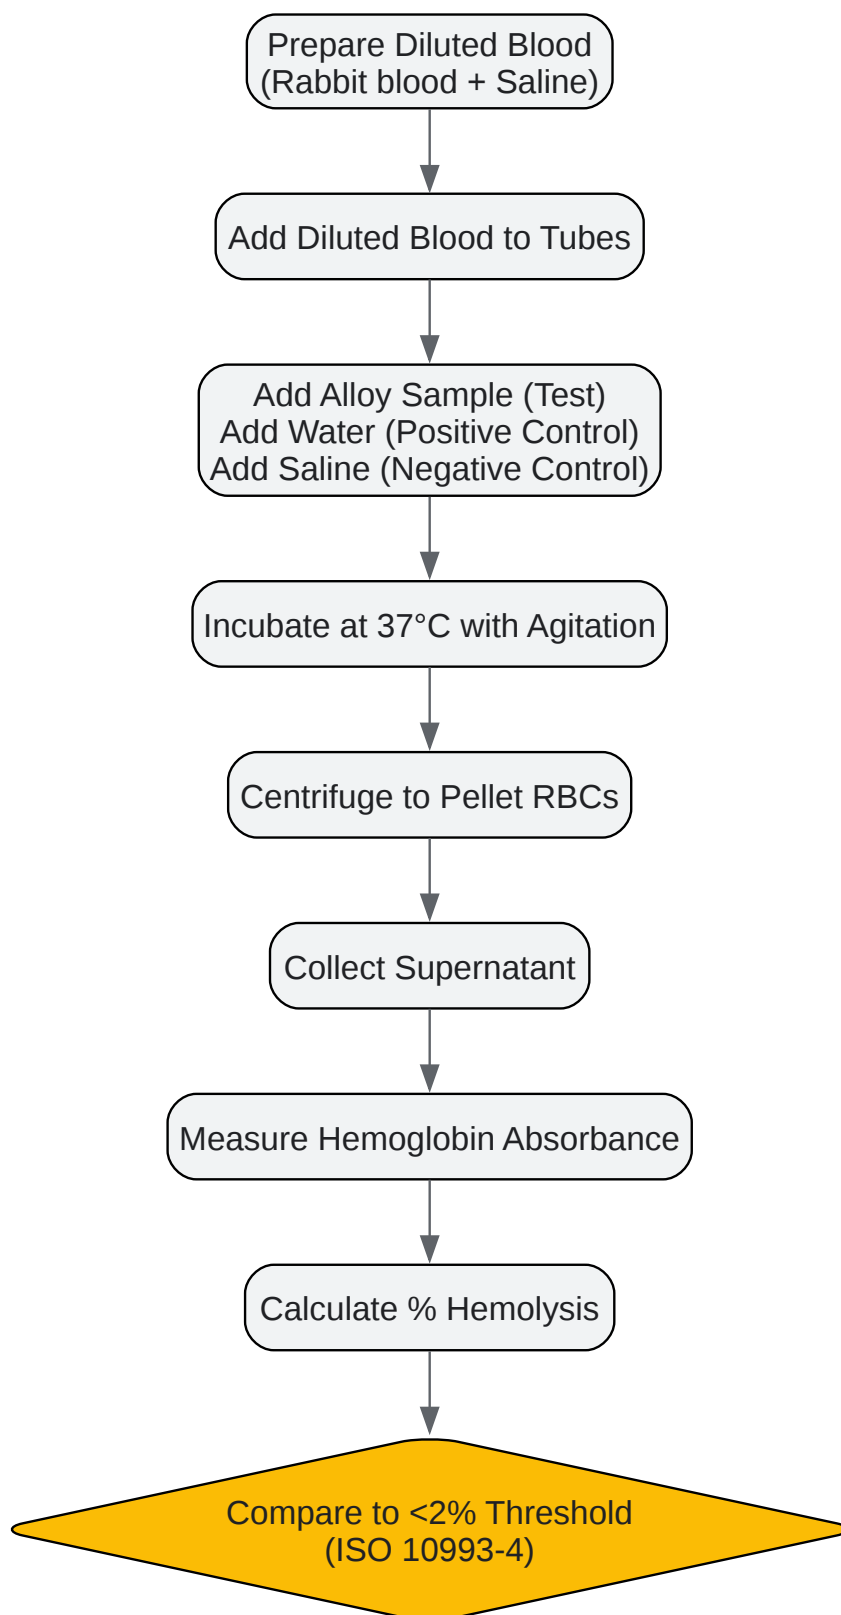 Prepare Diluted Blood
(Rabbit blood + Saline)
Add Diluted Blood to Tubes
Add Alloy Sample (Test)
Add Water (Positive Control)
Add Saline (Negative Control)
Incubate at 37°C with Agitation
Centrifuge to Pellet RBCs
Collect Supernatant
Measure Hemoglobin Absorbance
Calculate % Hemolysis
Compare to <2% Threshold
(ISO 10993-4)